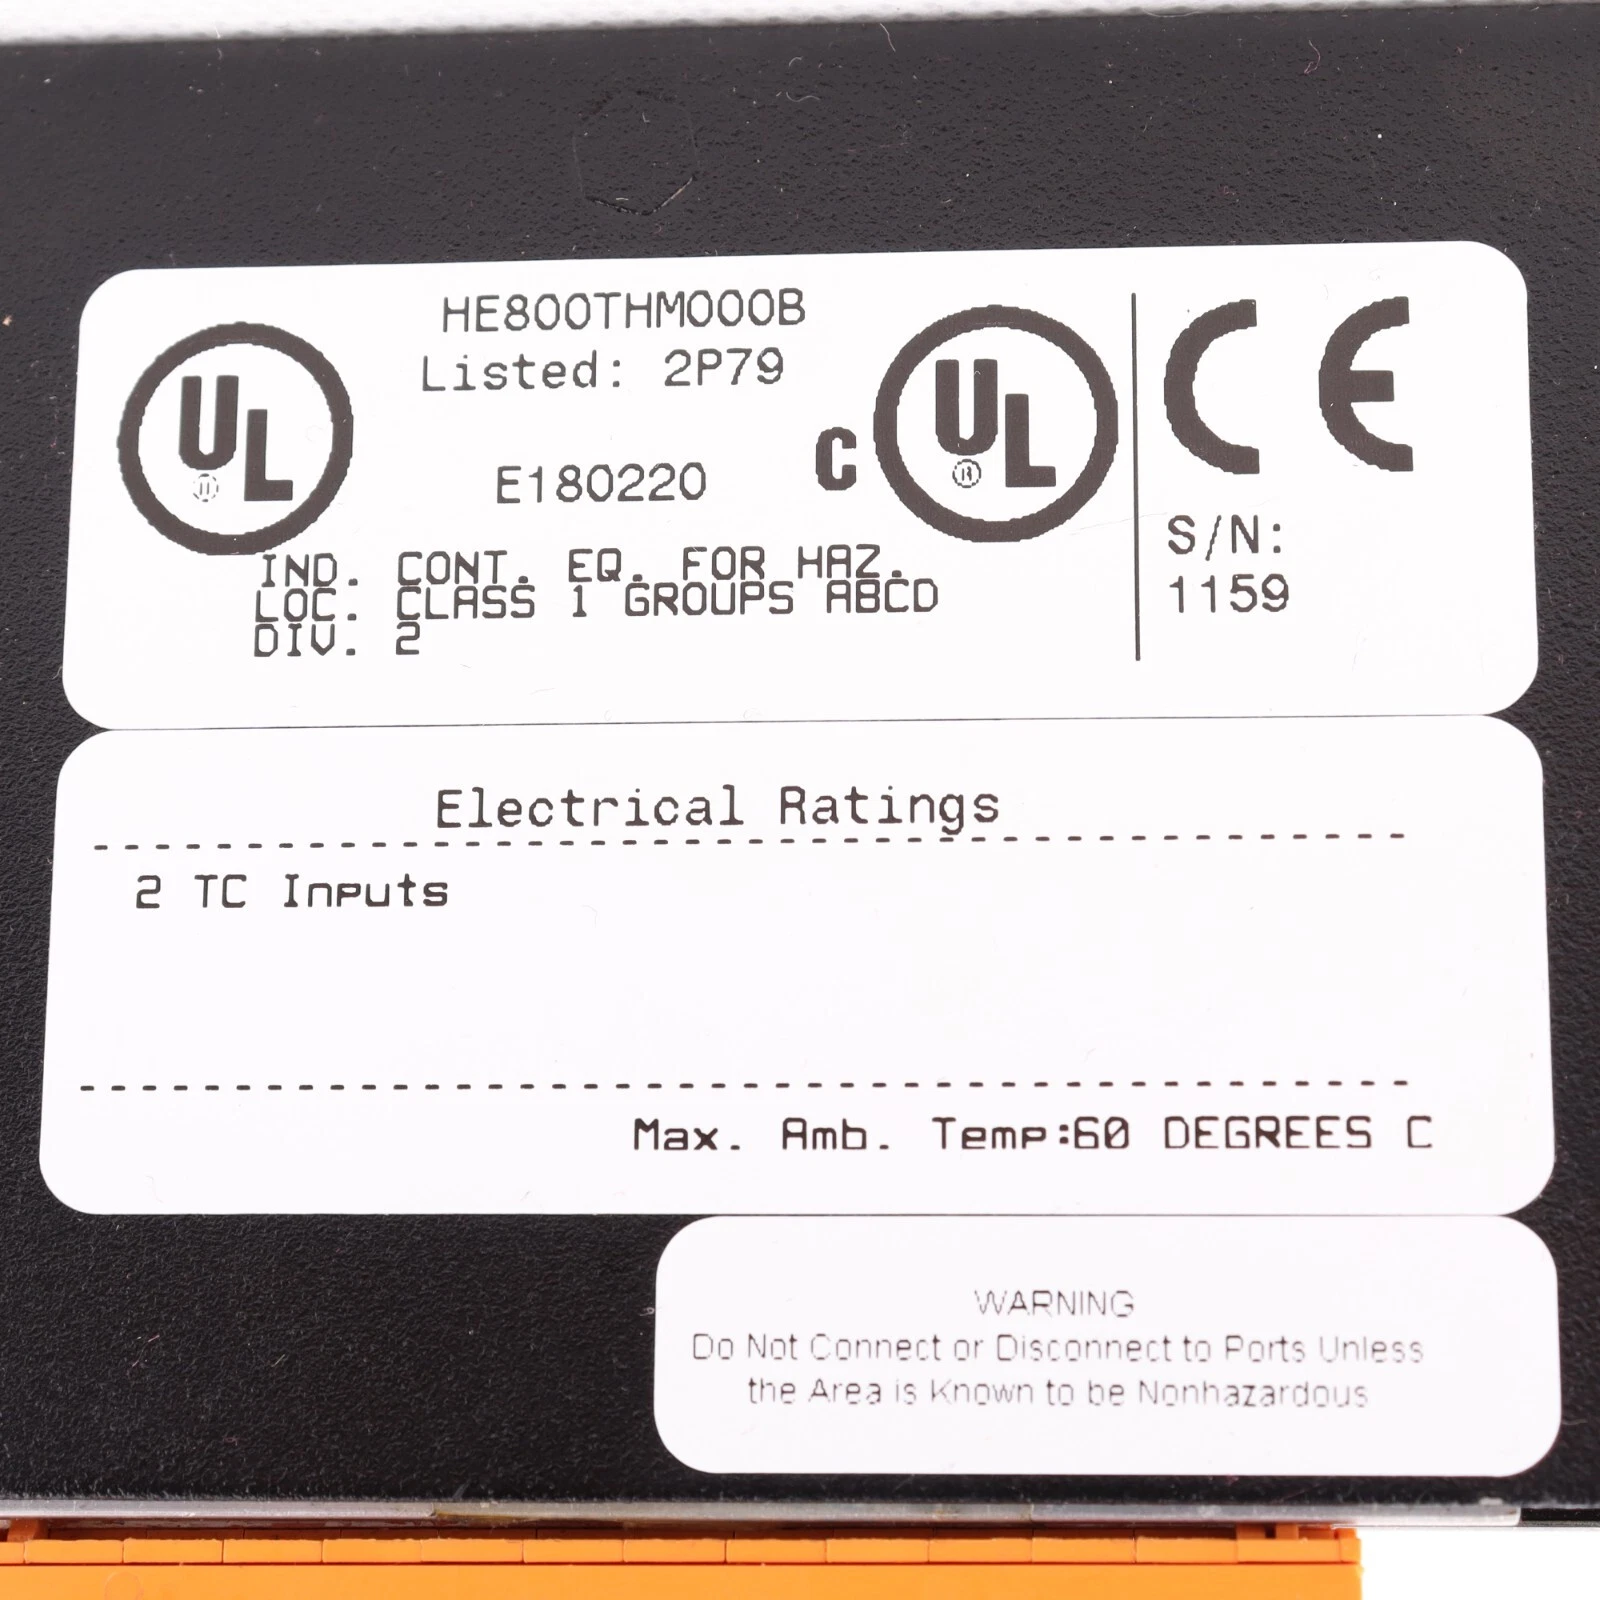 HE800THM000B
Listed: 2P79
UL
®
E180220
C UL
®
CE
IND. CONT. EQ. FOR HAZ.
LOC. CLASS 1 GROUPS ABCD
DIV. 2
S/N:
1159
Electrical Ratings
2 TC Inputs
Max. Amb. Temp:60 DEGREES C
WARNING
Do Not Connect or Disconnect to Ports Unless
the Area is Known to be Nonhazardous